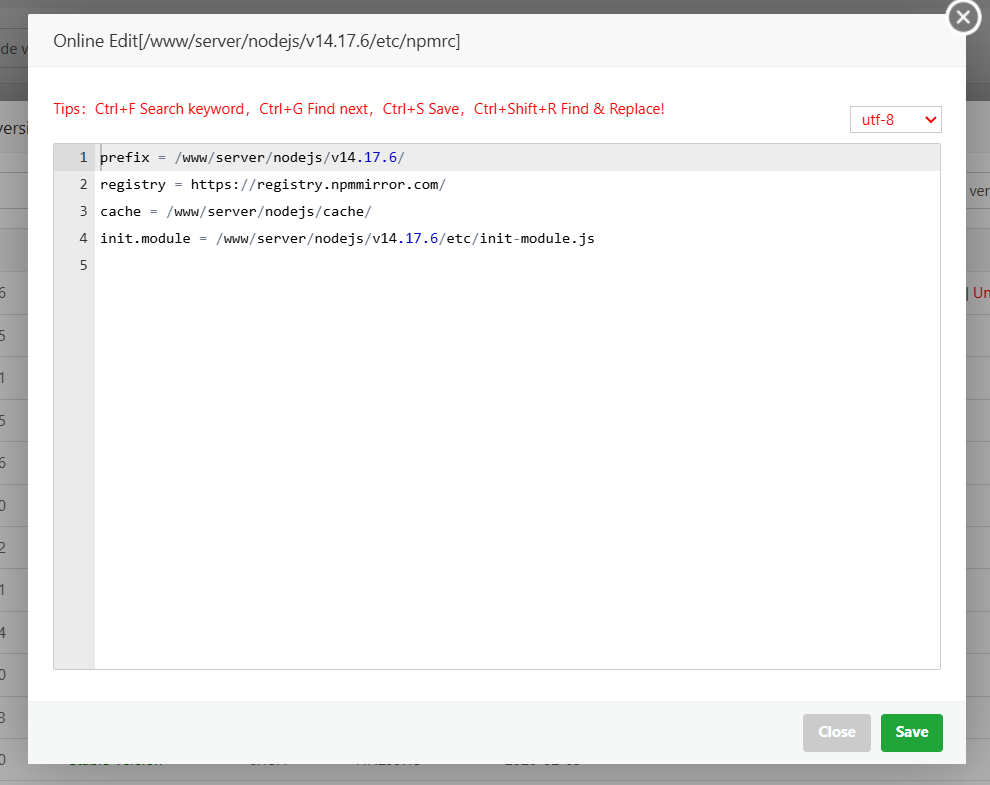 Online Edit[/www/server/nodejs/v14.17.6/etc/npmrc]
Tips：Ctrl+F Search keyword，Ctrl+G Find next，Ctrl+S Save，Ctrl+Shift+R Find & Replace!
utf-8
1 prefix = /www/server/nodejs/v14.17.6/
2 registry = https://registry.npmmirror.com/
3 cache = /www/server/nodejs/cache/
4 init.module = /www/server/nodejs/v14.17.6/etc/init-module.js
5
Close
Save